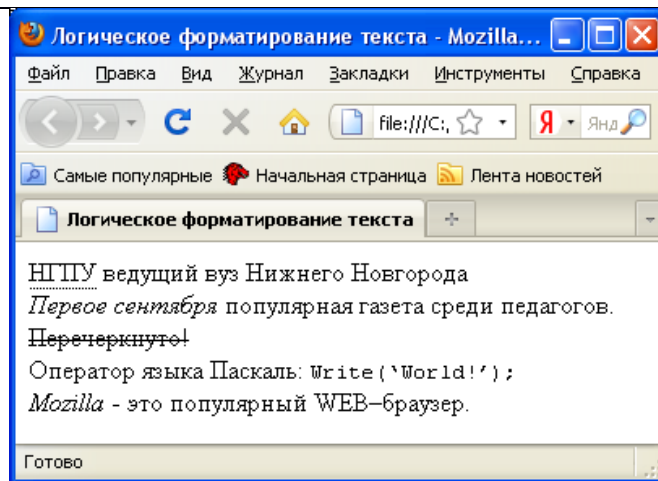 Логическое форматирование текста - Mozilla...
Файл Правка Вид Журнал Закладки Инструменты Справка
file:///C:, Я Янд
Самые популярные Начальная страница Лента новостей
Логическое форматирование текста
НГПУ ведущий вуз Нижнего Новгорода
Первое сентября популярная газета среди педагогов.
Перечеркнуто!
Оператор языка Паскаль: Write(‘World!’);
Mozilla - это популярный WEB–браузер.
Готово